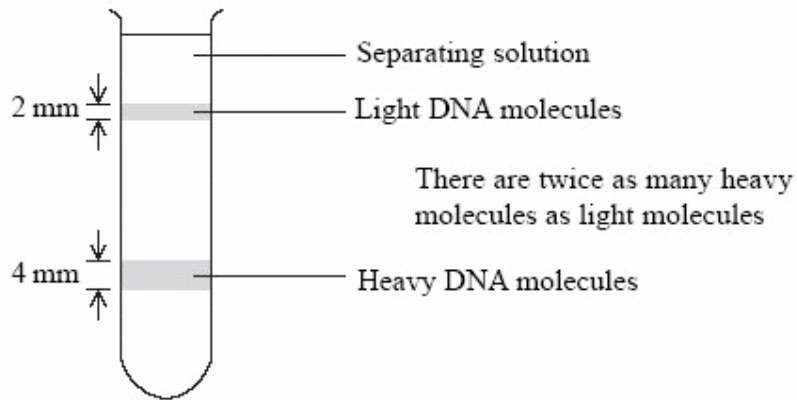 Separating solution
2 mm
Light DNA molecules
There are twice as many heavy
molecules as light molecules
4 mm
Heavy DNA molecules